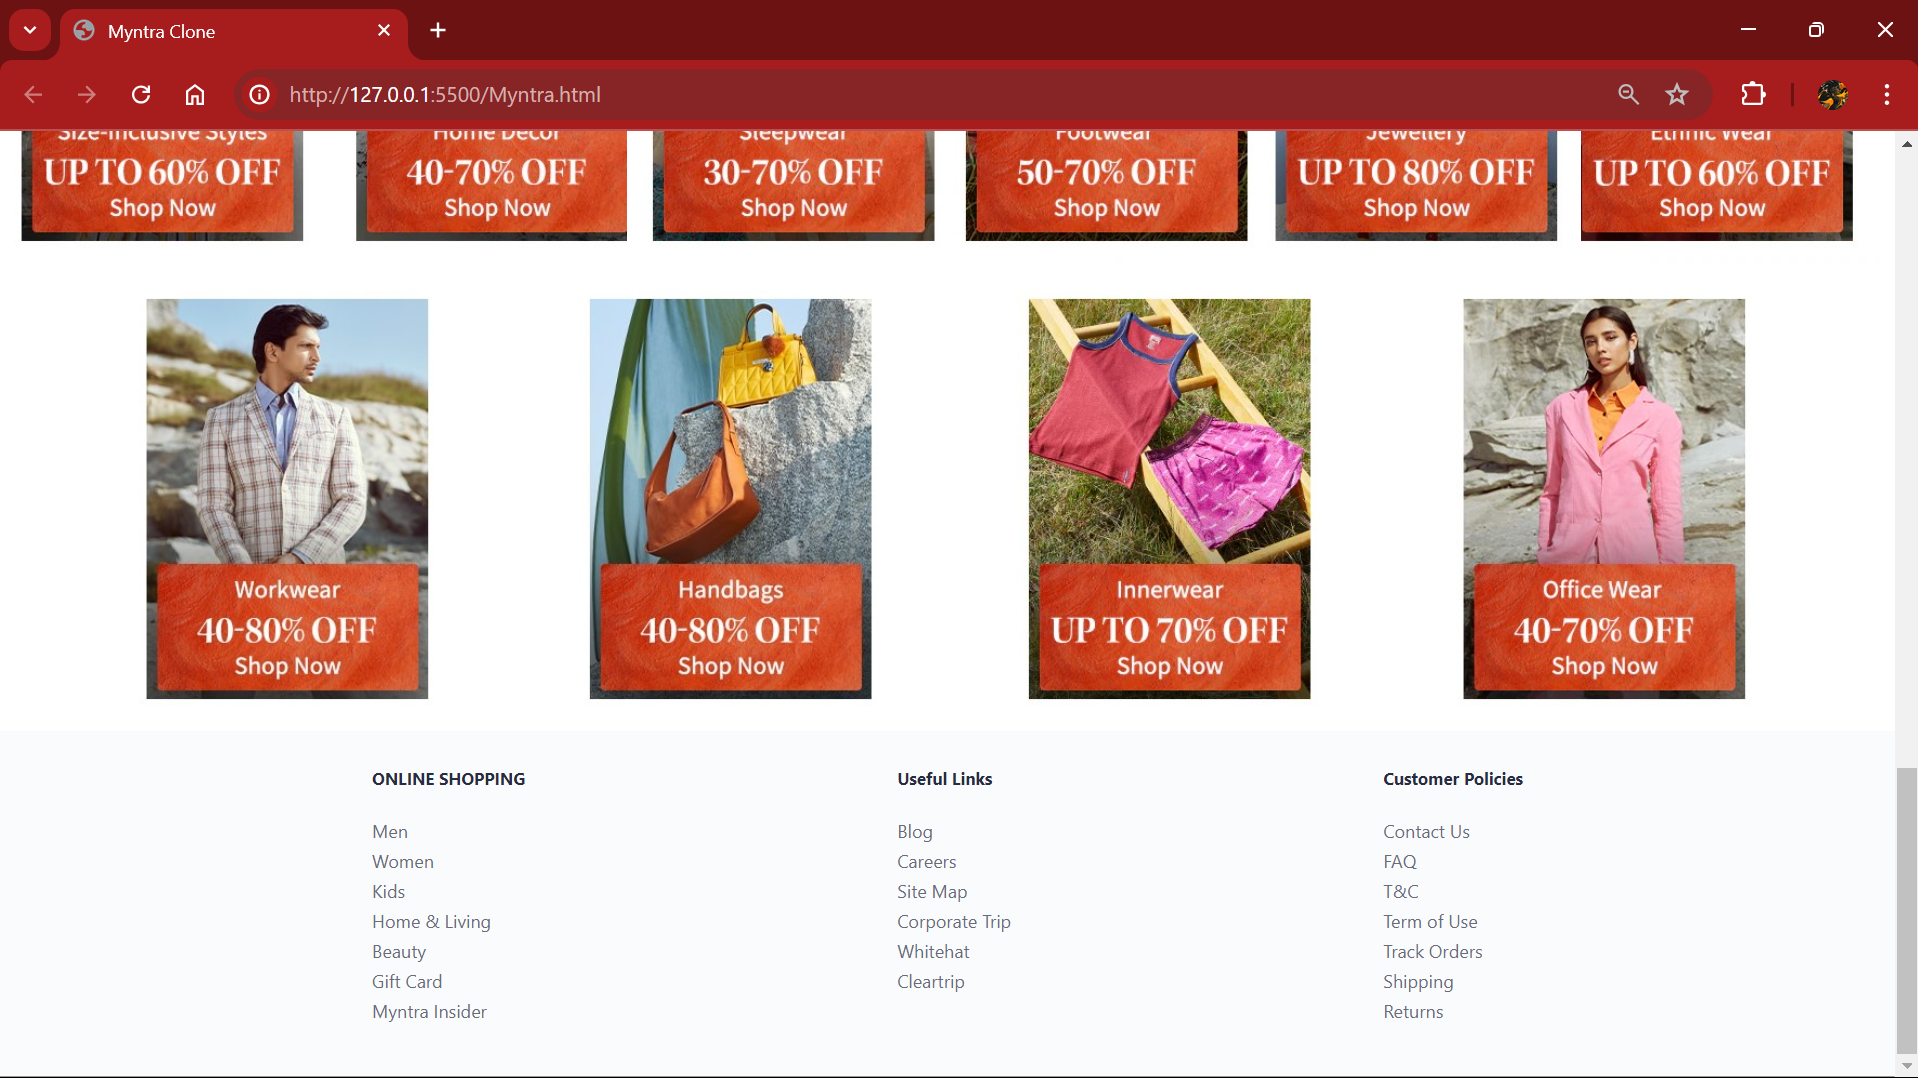 Myntra Clone
http://127.0.0.1:5500/Myntra.html
Size-Inclusive Styles
UP TO 60% OFF
Shop Now
Home Decor
40-70% OFF
Shop Now
Sleepwear
30-70% OFF
Shop Now
Footwear
50-70% OFF
Shop Now
Jewellery
UP TO 80% OFF
Shop Now
Ethnic Wear
UP TO 60% OFF
Shop Now
Workwear
40-80% OFF
Shop Now
Handbags
40-80% OFF
Shop Now
Innerwear
UP TO 70% OFF
Shop Now
Office Wear
40-70% OFF
Shop Now
ONLINE SHOPPING
Men
Women
Kids
Home & Living
Beauty
Gift Card
Myntra Insider
Useful Links
Blog
Careers
Site Map
Corporate Trip
Whitehat
Cleartrip
Customer Policies
Contact Us
FAQ
T&C
Term of Use
Track Orders
Shipping
Returns